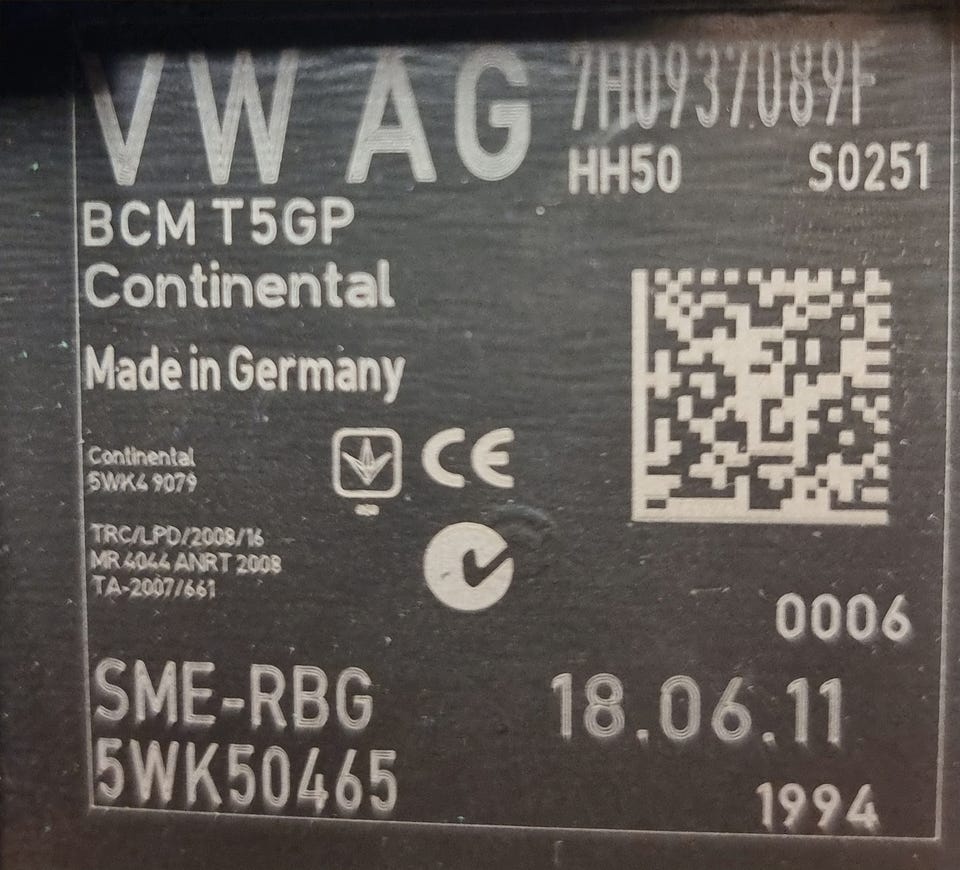 VW AG 7H0937089F
HH50 S0251
BCM T5GP
Continental
Made in Germany
Continental
5WK4 9079
CE
TRC/LPD/2008/16
MR 4044 ANRT 2008
TA-2007/661
0006
SME-RBG 18.06.11
5WK50465
1994